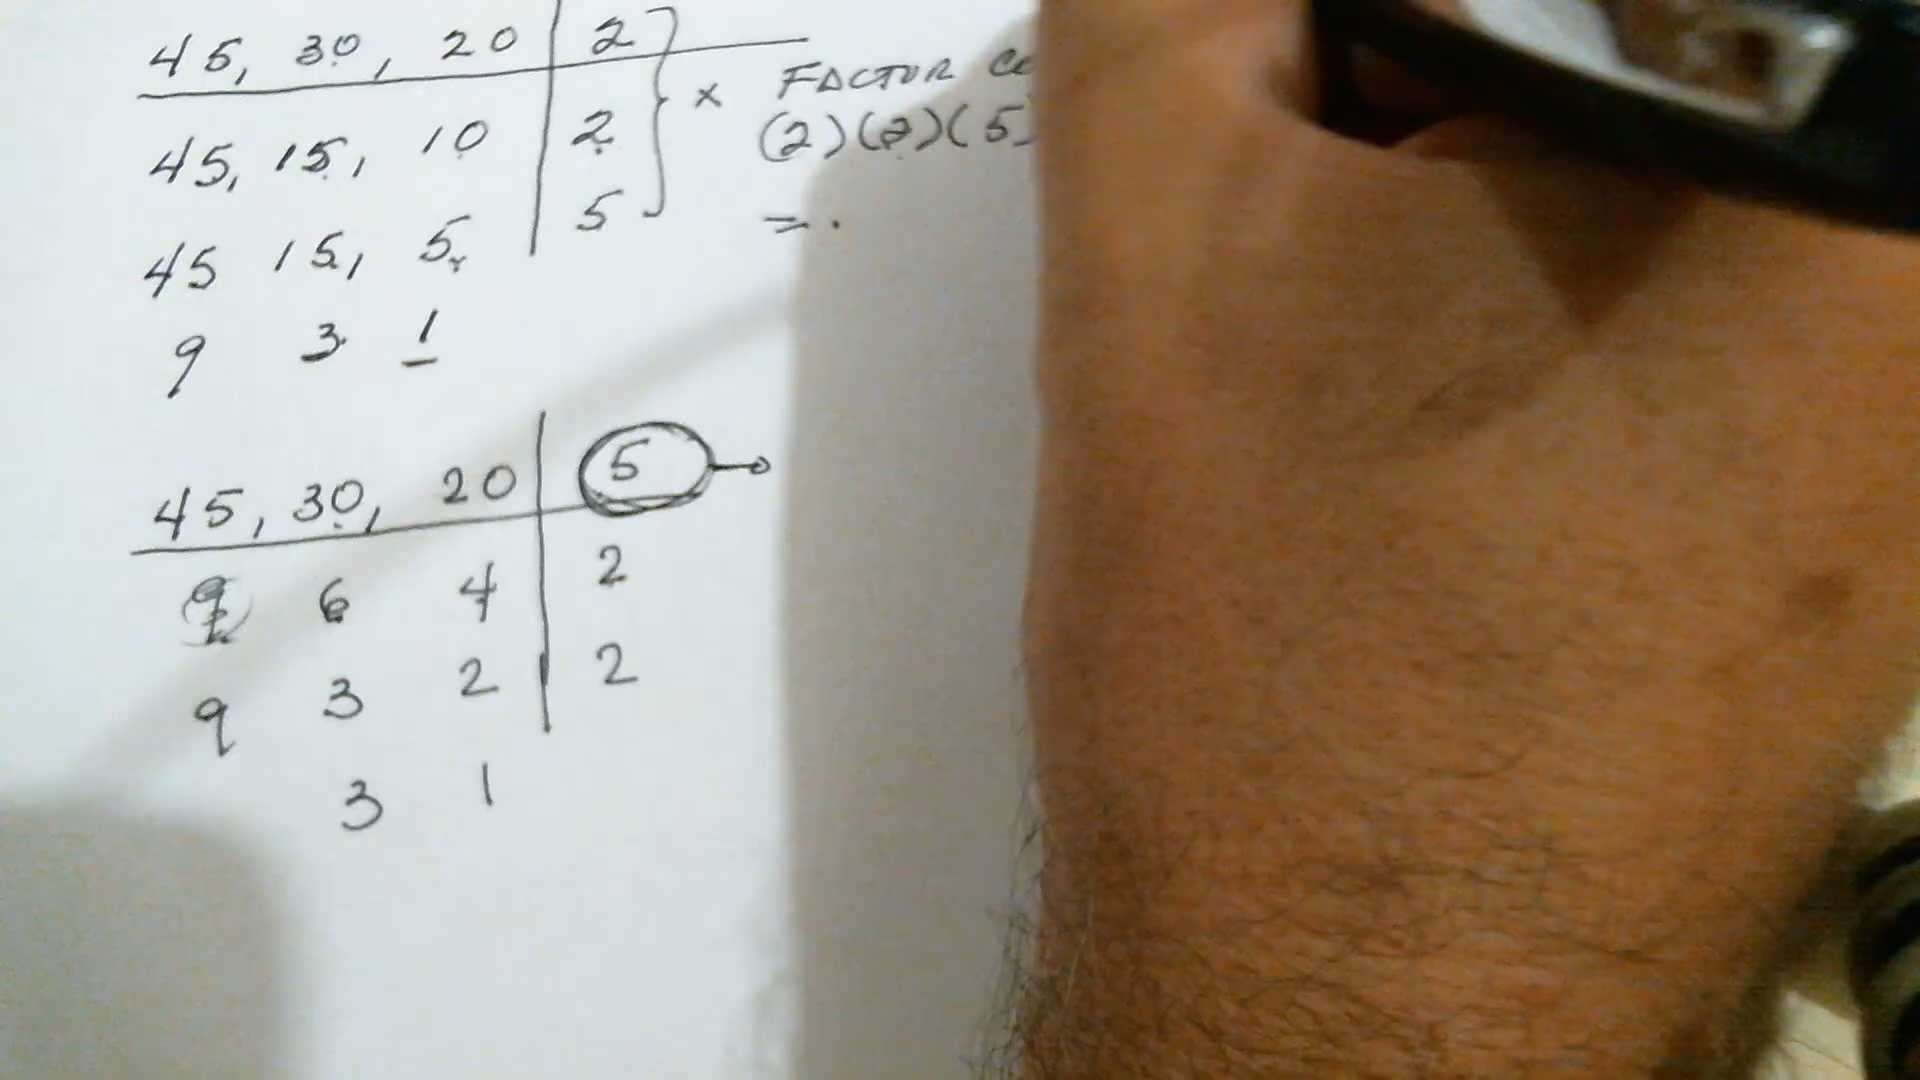 45, 30, 20 2
45, 15, 10 2
45 15, 5, 5
9 3 1
x FACTOR
(2)(2)(5)
= .
45, 30, 20 5
9 6 4 2
9 3 2 2
3 1